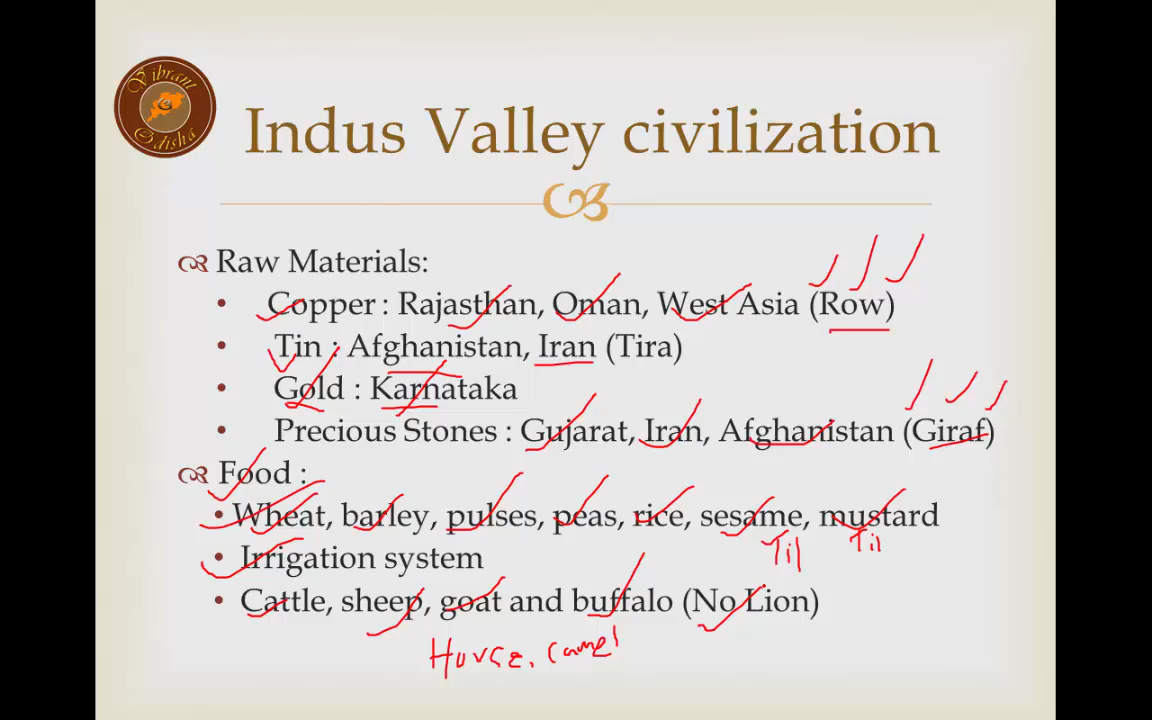 Vibrant
Odisha
Indus Valley civilization
Raw Materials:
• Copper : Rajasthan, Oman, West Asia (Row)
• Tin : Afghanistan, Iran (Tira)
• Gold : Karnataka
• Precious Stones : Gujarat, Iran, Afghanistan (Giraf)
Food :
• Wheat, barley, pulses, peas, rice, sesame, mustard
Til Til
• Irrigation system
• Cattle, sheep, goat and buffalo (No Lion)
Horse, Camel